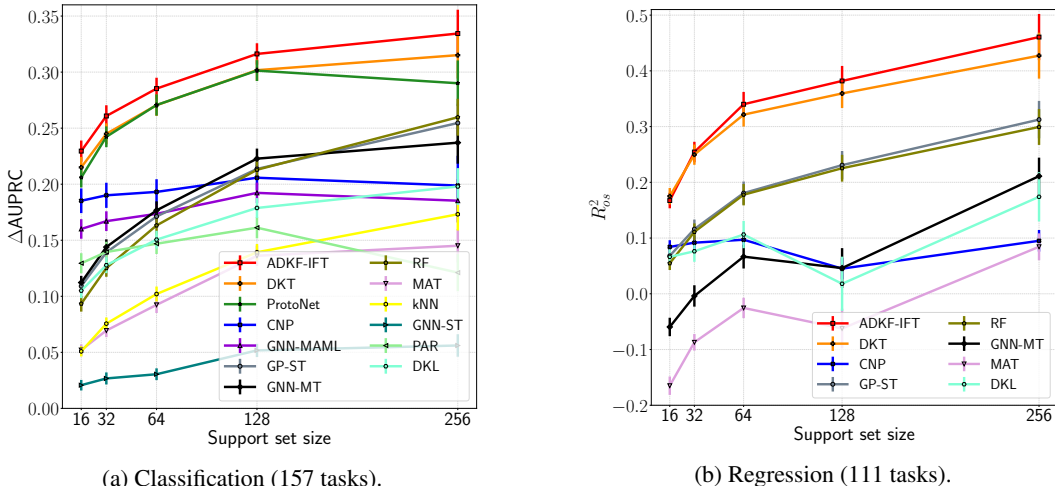 0.35
0.30
0.25
0.20
0.15
0.10
0.05
0.00
ΔAUPRC
16 32 64 128 256
Support set size
ADKF-IFT
DKT
ProtoNet
CNP
GNN-MAML
GP-ST
GNN-MT
RF
MAT
kNN
GNN-ST
PAR
DKL
(a) Classification (157 tasks).
0.5
0.4
0.3
0.2
0.1
0.0
−0.1
−0.2
R²os
16 32 64 128 256
Support set size
ADKF-IFT
DKT
CNP
GP-ST
RF
GNN-MT
MAT
DKL
(b) Regression (111 tasks).